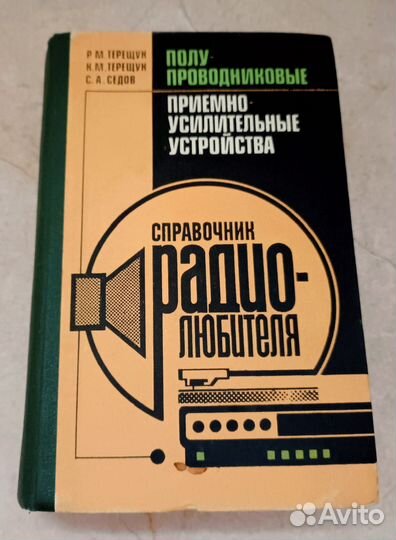 Р. М. ТЕРЕЩУК
К. М. ТЕРЕЩУК
С. А. СЕДОВ
ПОЛУ-
ПРОВОДНИКОВЫЕ
ПРИЕМНО-
УСИЛИТЕЛЬНЫЕ
УСТРОЙСТВА
СПРАВОЧНИК
РАДИО-
ЛЮБИТЕЛЯ
Avito